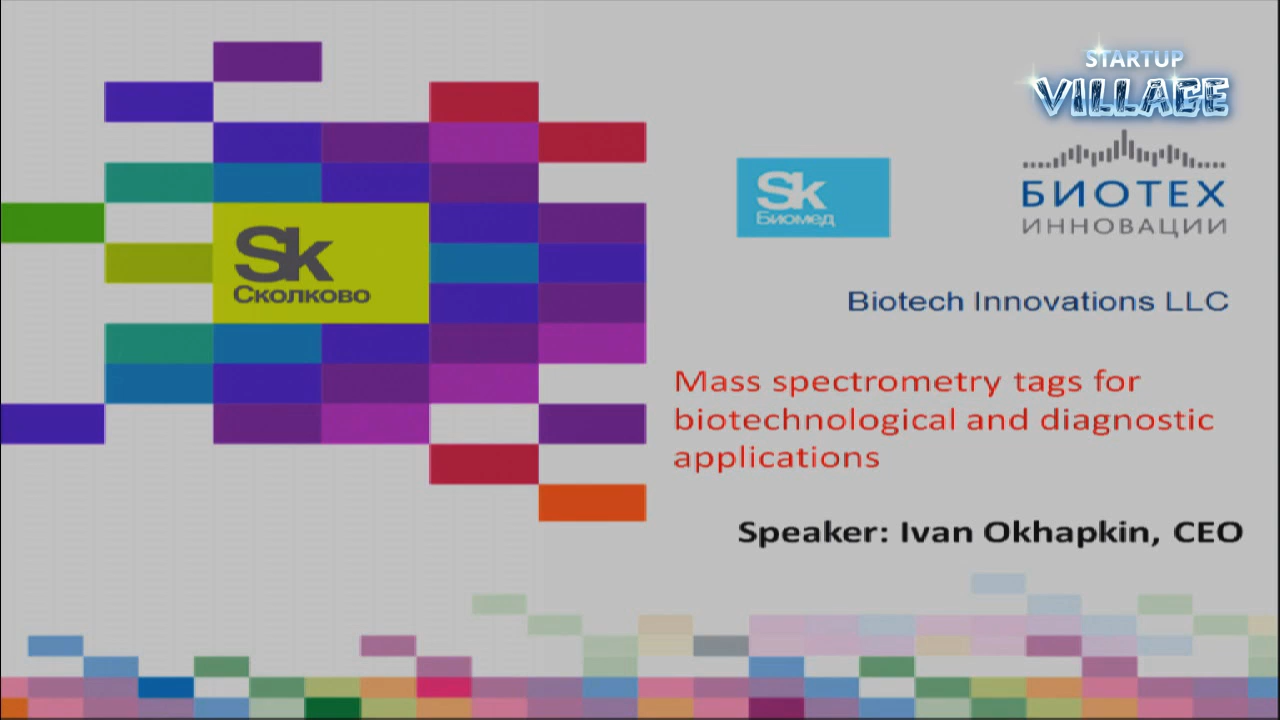 STARTUP
VILLAGE
Sk
Биомед
БИОТЕХ
ИННОВАЦИИ
Sk
Сколково
Biotech Innovations LLC
Mass spectrometry tags for
biotechnological and diagnostic
applications
Speaker: Ivan Okhapkin, CEO